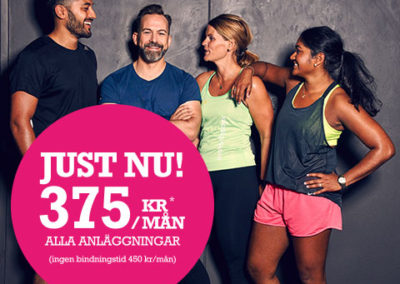 JUST NU!
375 KR*
/MÅN
ALLA ANLÄGGNINGAR
(ingen bindningstid 450 kr/mån)